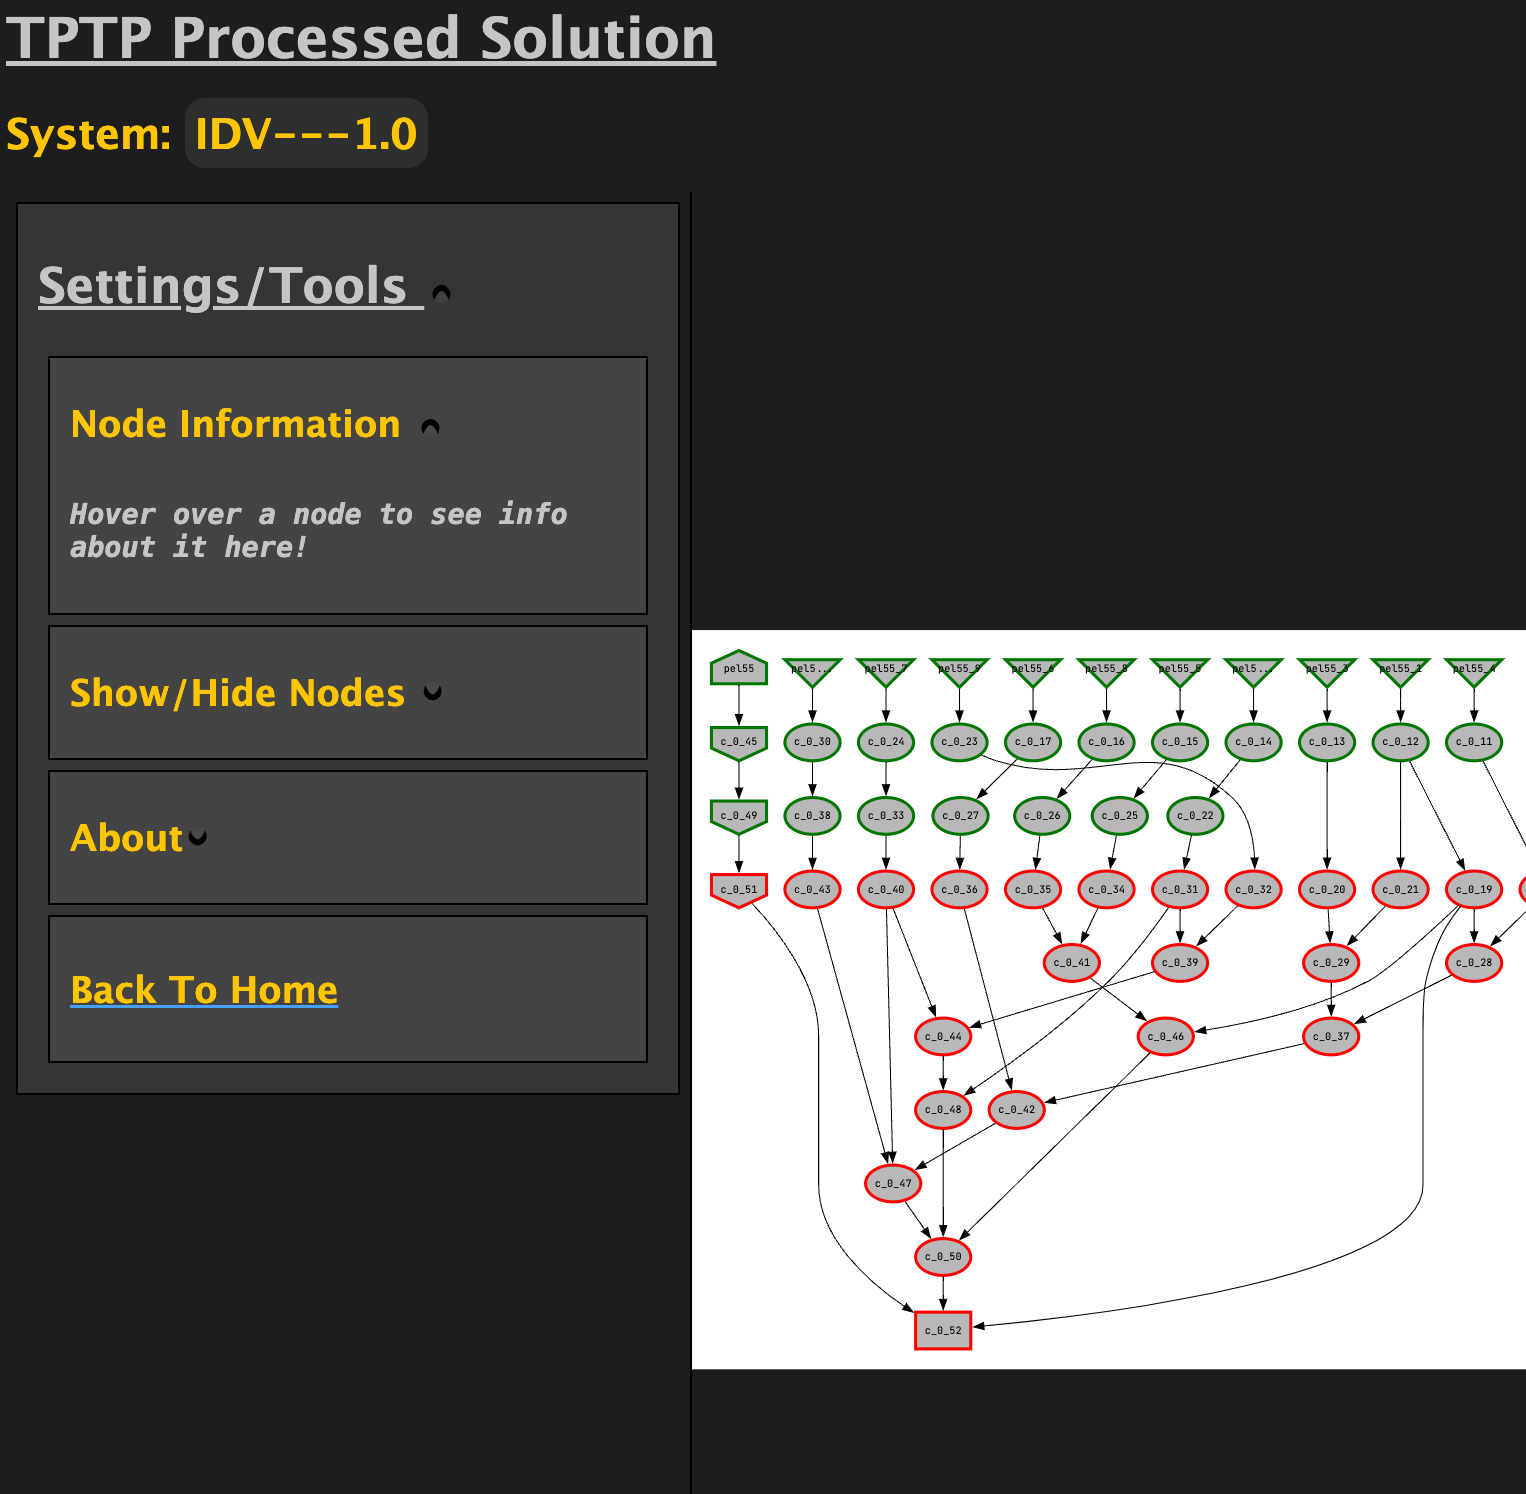 TPTP Processed Solution
System: IDV---1.0
Settings/Tools
Node Information
Hover over a node to see info
about it here!
Show/Hide Nodes
About
Back To Home
pel55 pel5... pel55_7 pel55_9 pel55_6 pel55_8 pel55_5 pel5... pel55_3 pel55_1 pel55_4
c_0_45 c_0_30 c_0_24 c_0_23 c_0_17 c_0_16 c_0_15 c_0_14 c_0_13 c_0_12 c_0_11
c_0_49 c_0_38 c_0_33 c_0_27 c_0_26 c_0_25 c_0_22
c_0_51 c_0_43 c_0_40 c_0_36 c_0_35 c_0_34 c_0_31 c_0_32 c_0_20 c_0_21 c_0_19
c_0_41 c_0_39 c_0_29 c_0_28
c_0_44 c_0_46 c_0_37
c_0_48 c_0_42
c_0_47
c_0_50
c_0_52